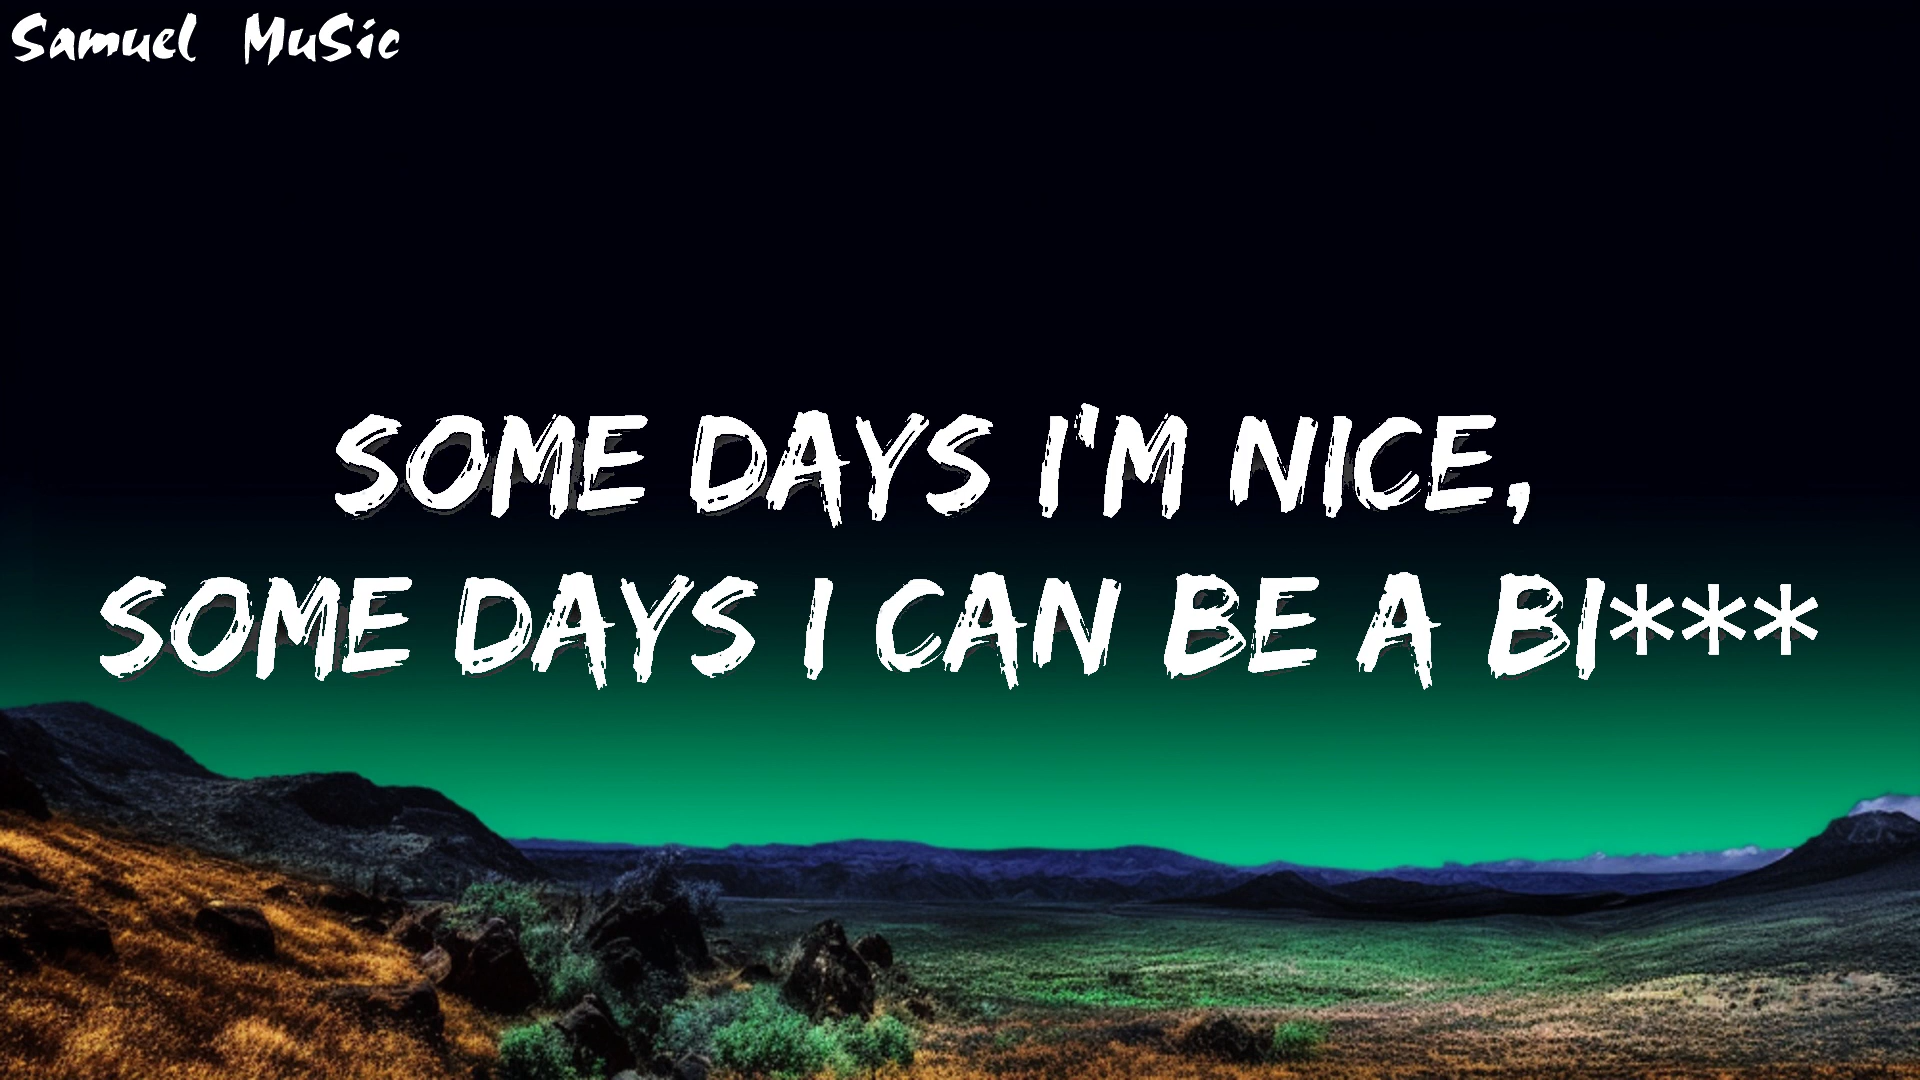 Samuel MuSic
SOME DAYS I'M NICE,
SOME DAYS I CAN BE A BI***